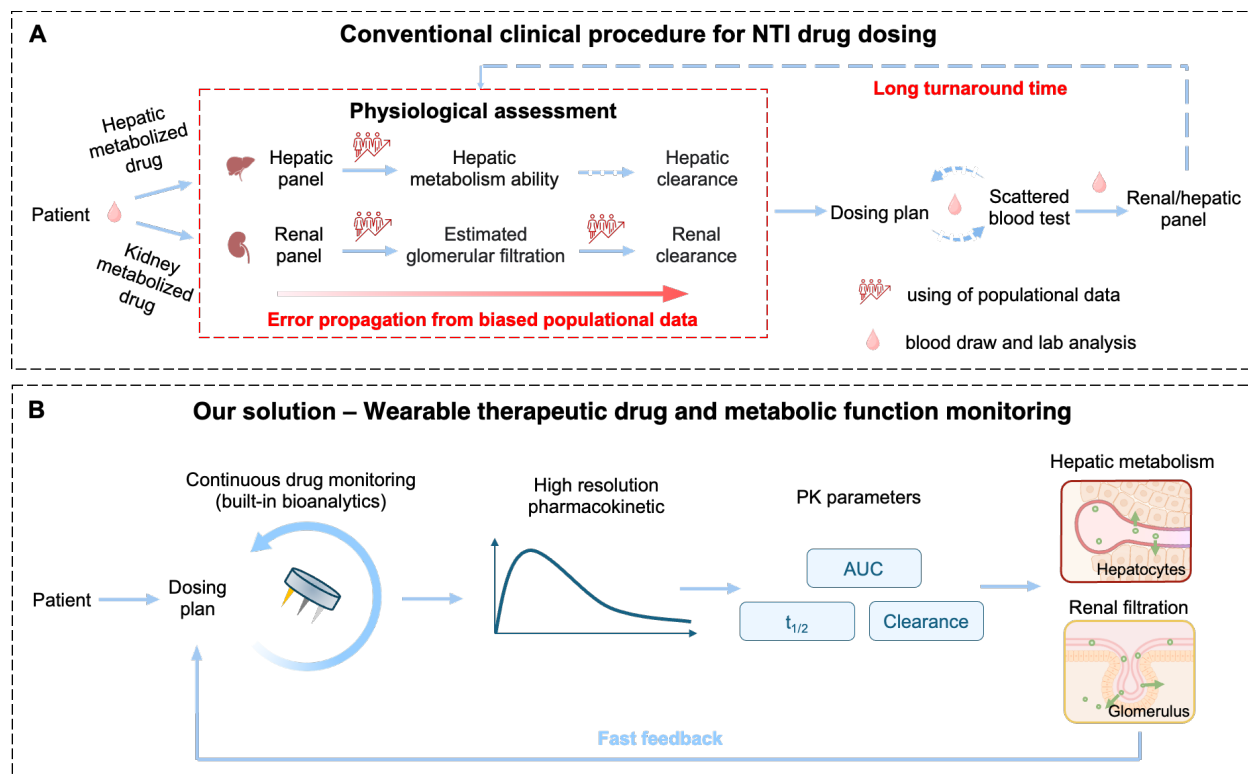 A
Conventional clinical procedure for NTI drug dosing
Long turnaround time
Physiological assessment
Hepatic
metabolized
drug
Patient
Kidney
metabolized
drug
Hepatic
panel
Hepatic
metabolism ability
Hepatic
clearance
Renal
panel
Estimated
glomerular filtration
Renal
clearance
Error propagation from biased populational data
Dosing plan
Scattered
blood test
Renal/hepatic
panel
using of populational data
blood draw and lab analysis
B
Our solution – Wearable therapeutic drug and metabolic function monitoring
Continuous drug monitoring
(built-in bioanalytics)
High resolution
pharmacokinetic
PK parameters
Hepatic metabolism
Hepatocytes
Patient
Dosing
plan
AUC
t1/2
Clearance
Renal filtration
Glomerulus
Fast feedback